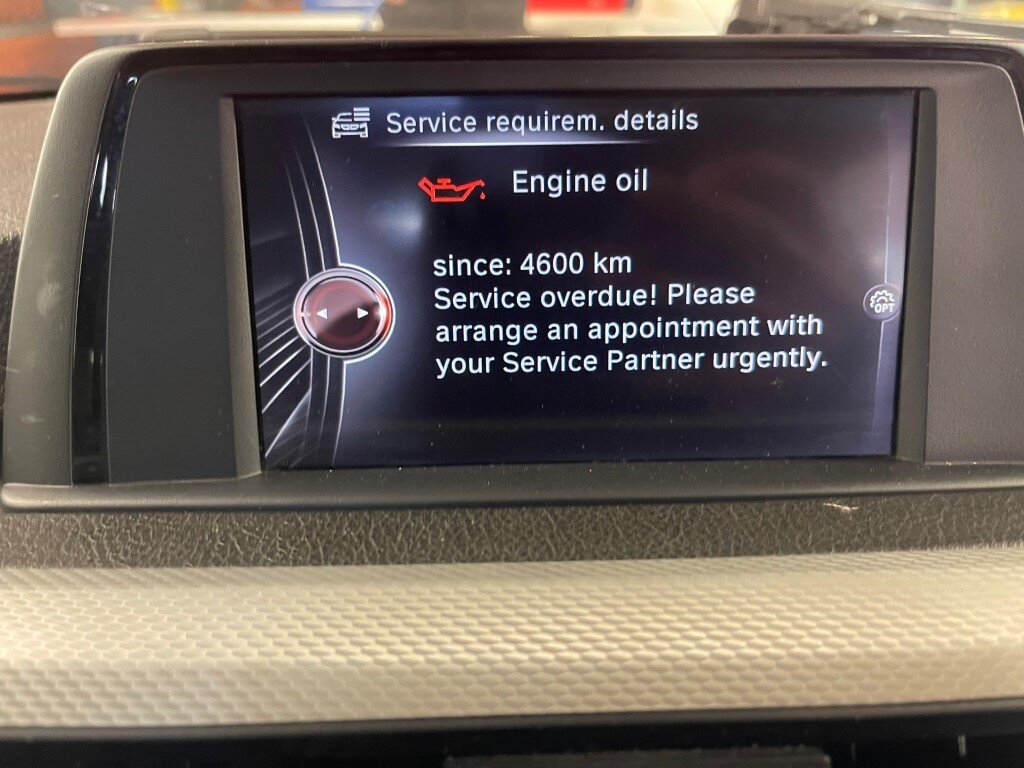 Service requirem. details
Engine oil
since: 4600 km
Service overdue! Please
arrange an appointment with
your Service Partner urgently.
OPT